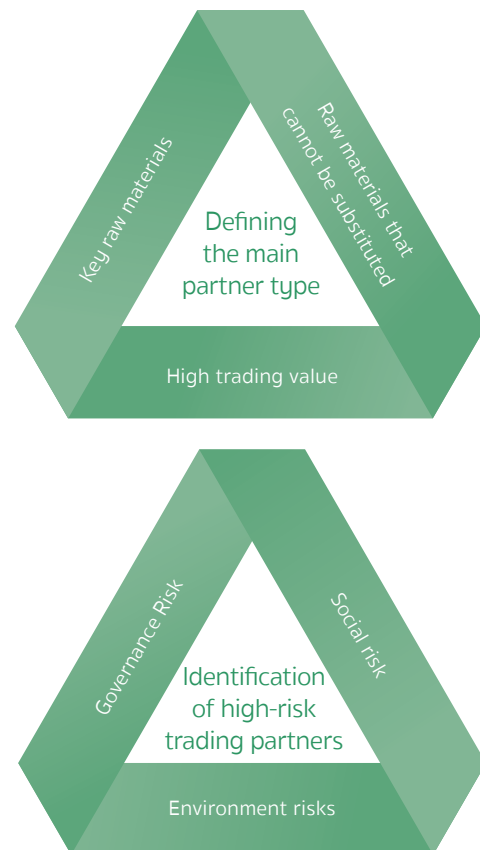 Key raw materials
Raw materials that
cannot be substituted
Defining
the main
partner type
High trading value
Governance Risk
Social risk
Identification
of high-risk
trading partners
Environment risks